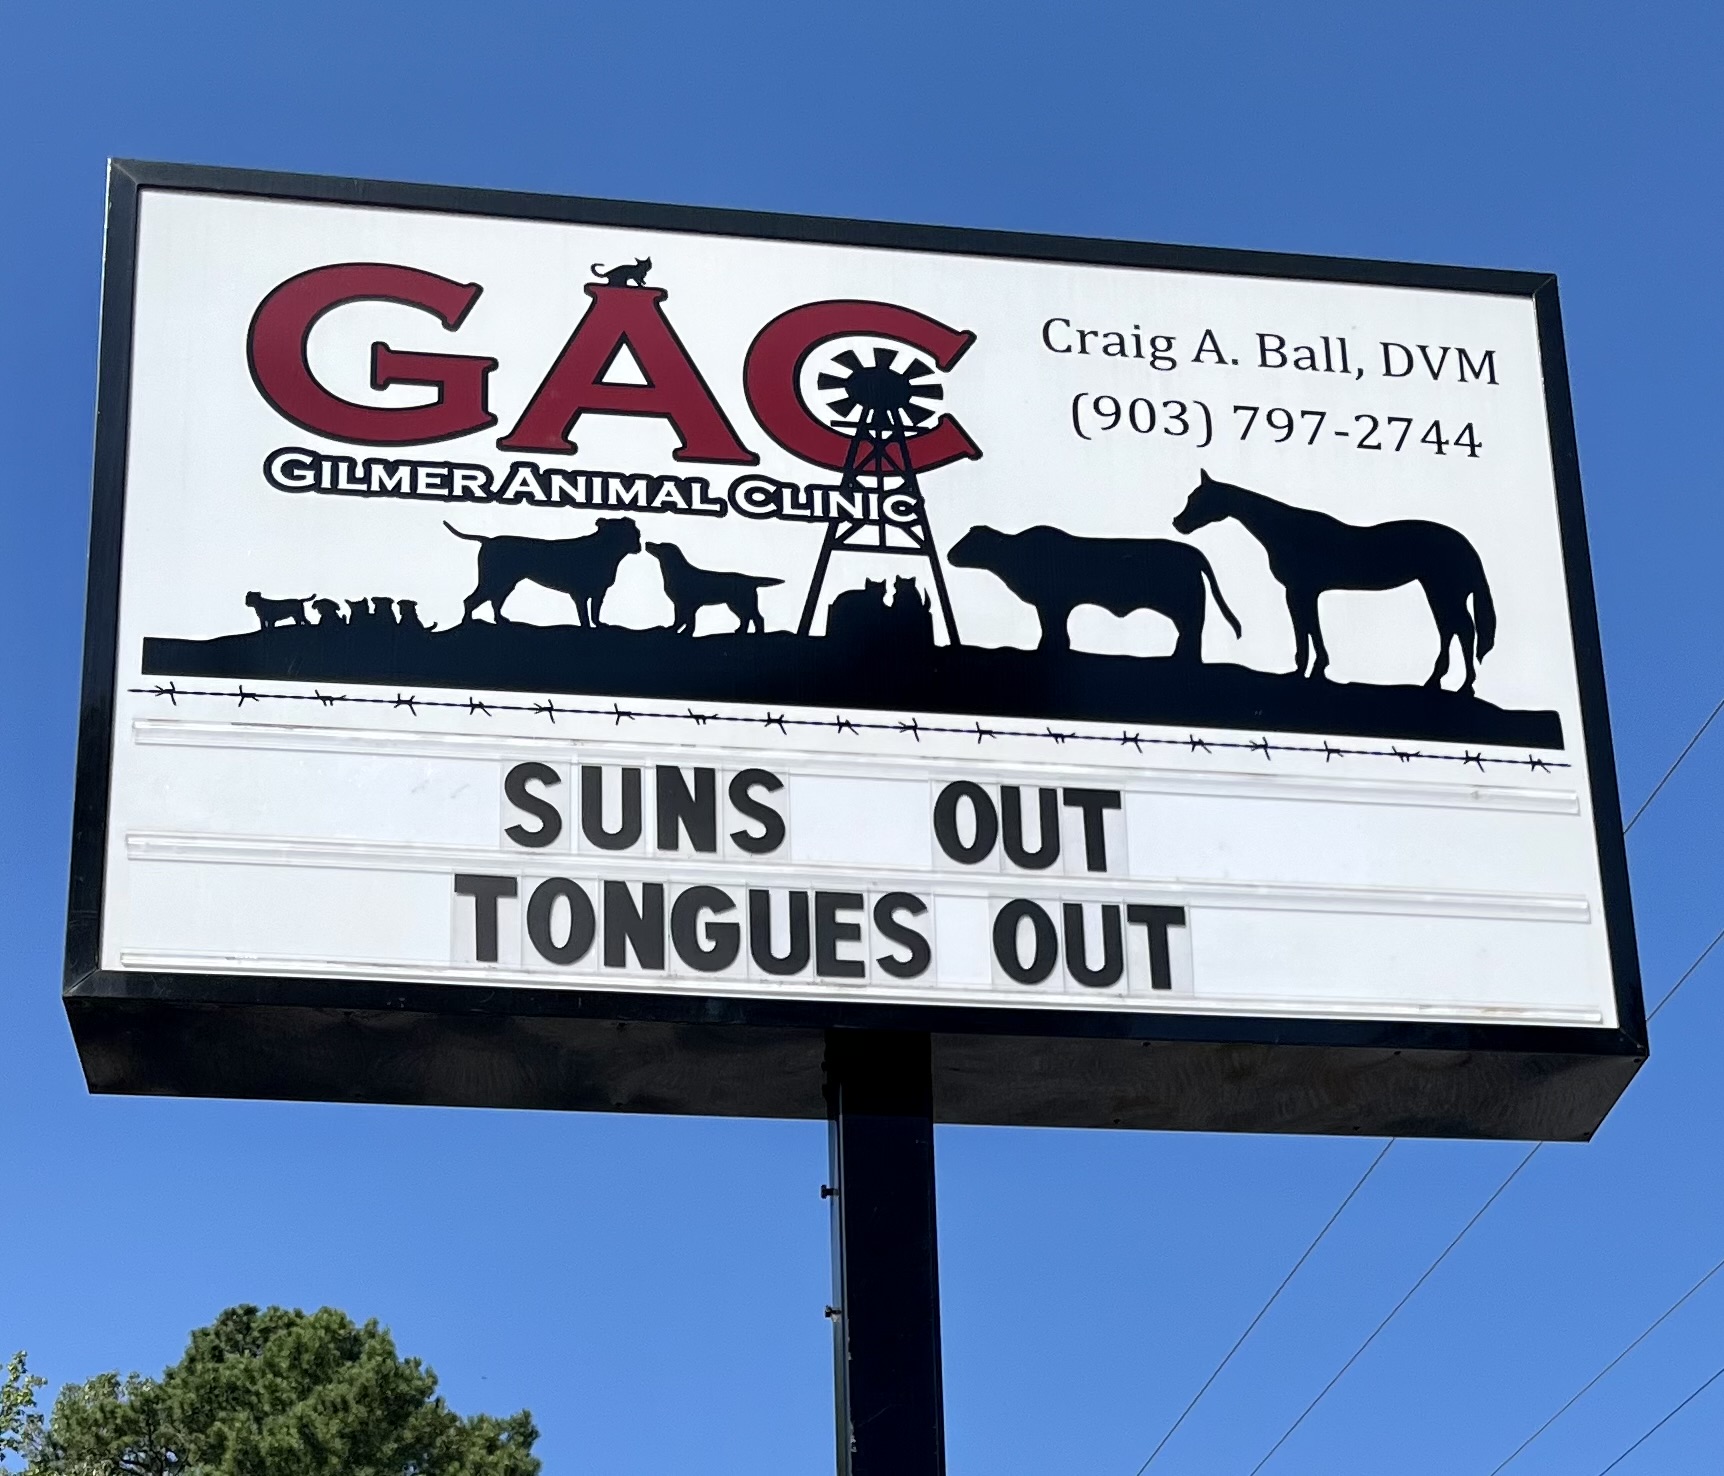 GAC
GILMER ANIMAL CLINIC
Craig A. Ball, DVM
(903) 797-2744
SUNS OUT
TONGUES OUT